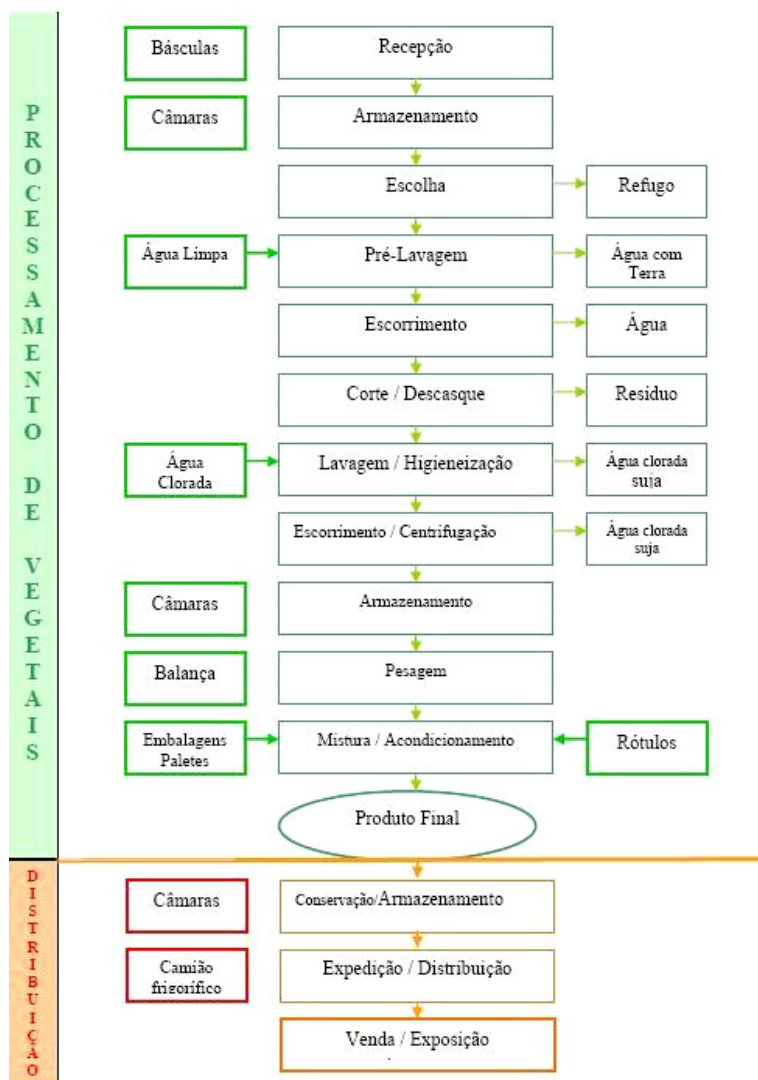 PROCESSAMENTO DE VEGETAIS
Básculas
Recepção
Câmaras
Armazenamento
Escolha
Refugo
Água Limpa
Pré-Lavagem
Água com
Terra
Escorrimento
Água
Corte / Descasque
Resíduo
Água
Clorada
Lavagem / Higieneização
Água clorada
suja
Escorrimento / Centrifugação
Água clorada
suja
Câmaras
Armazenamento
Balança
Pesagem
Embalagens
Paletes
Mistura / Acondicionamento
Rótulos
Produto Final
DISTRIBUIÇÃO
Câmaras
Conservação/Armazenamento
Camião
frigorífico
Expedição / Distribuição
Venda / Exposição